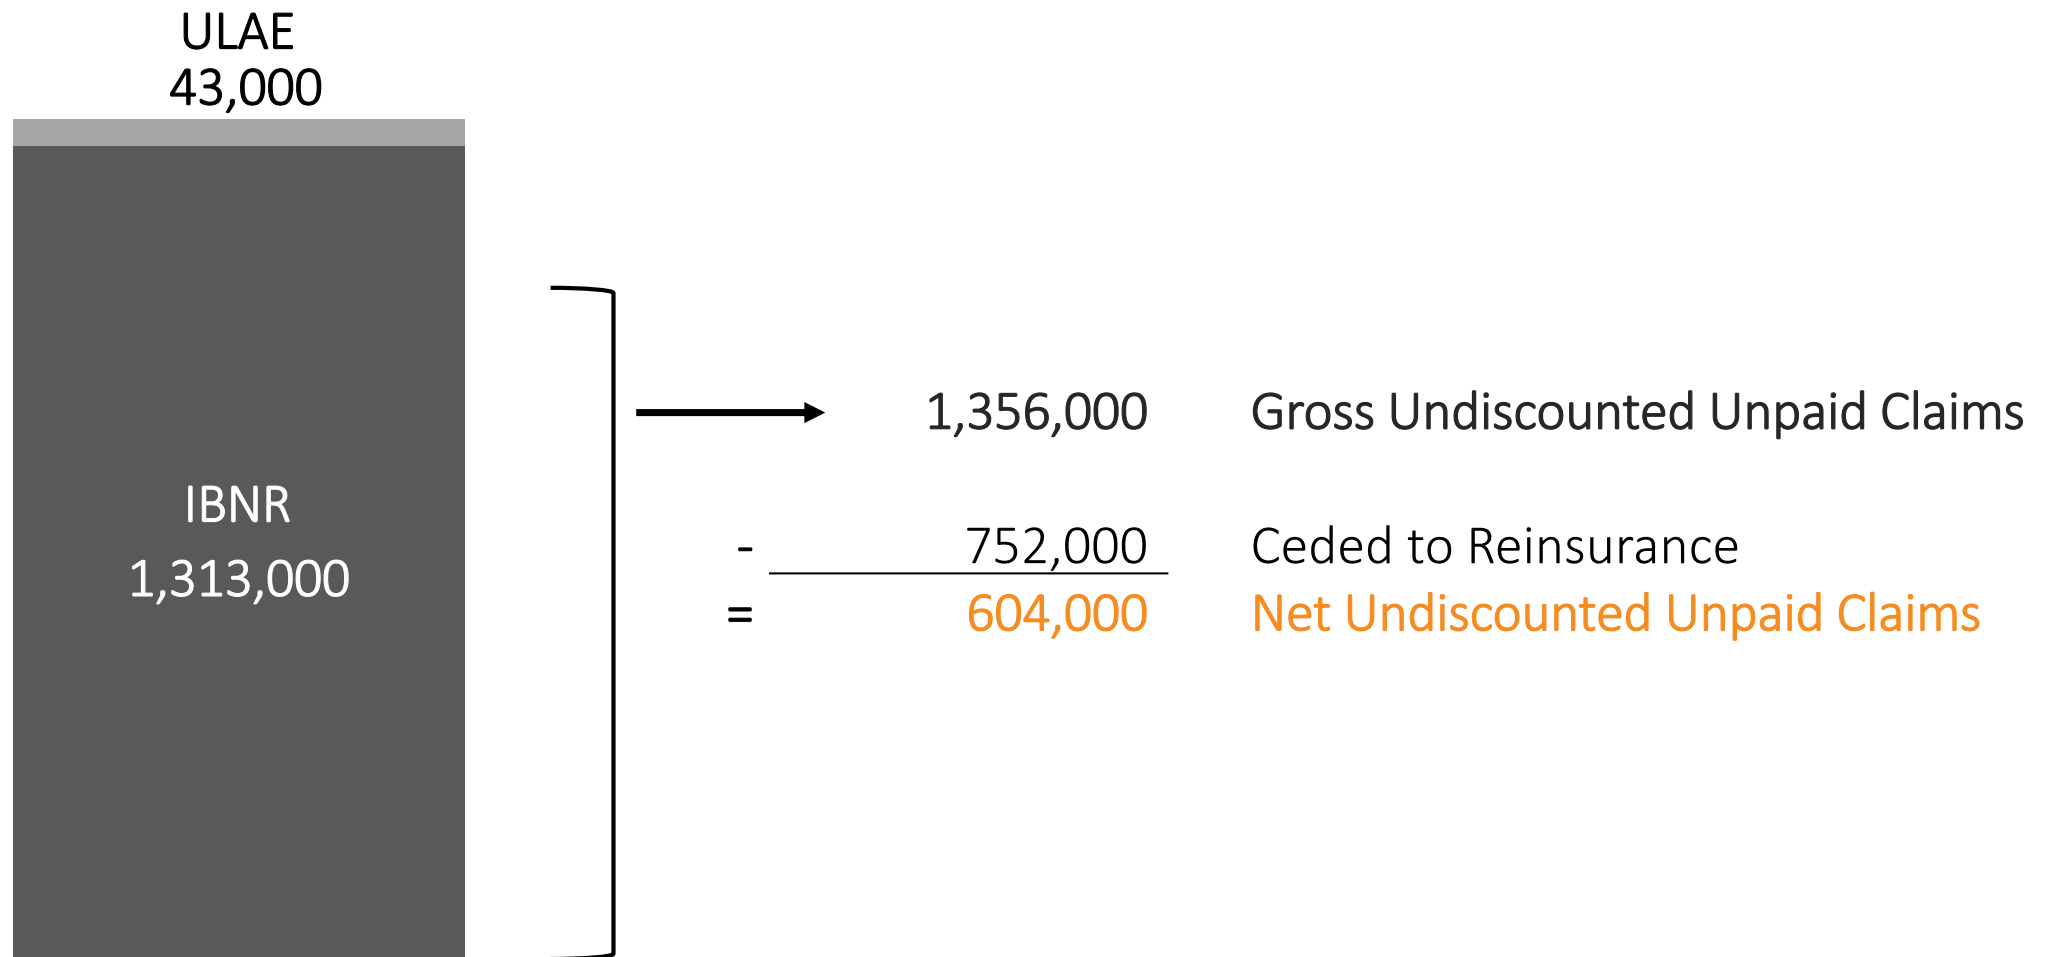 ULAE
43,000
IBNR
1,313,000
1,356,000 Gross Undiscounted Unpaid Claims
- 752,000 Ceded to Reinsurance
= 604,000 Net Undiscounted Unpaid Claims